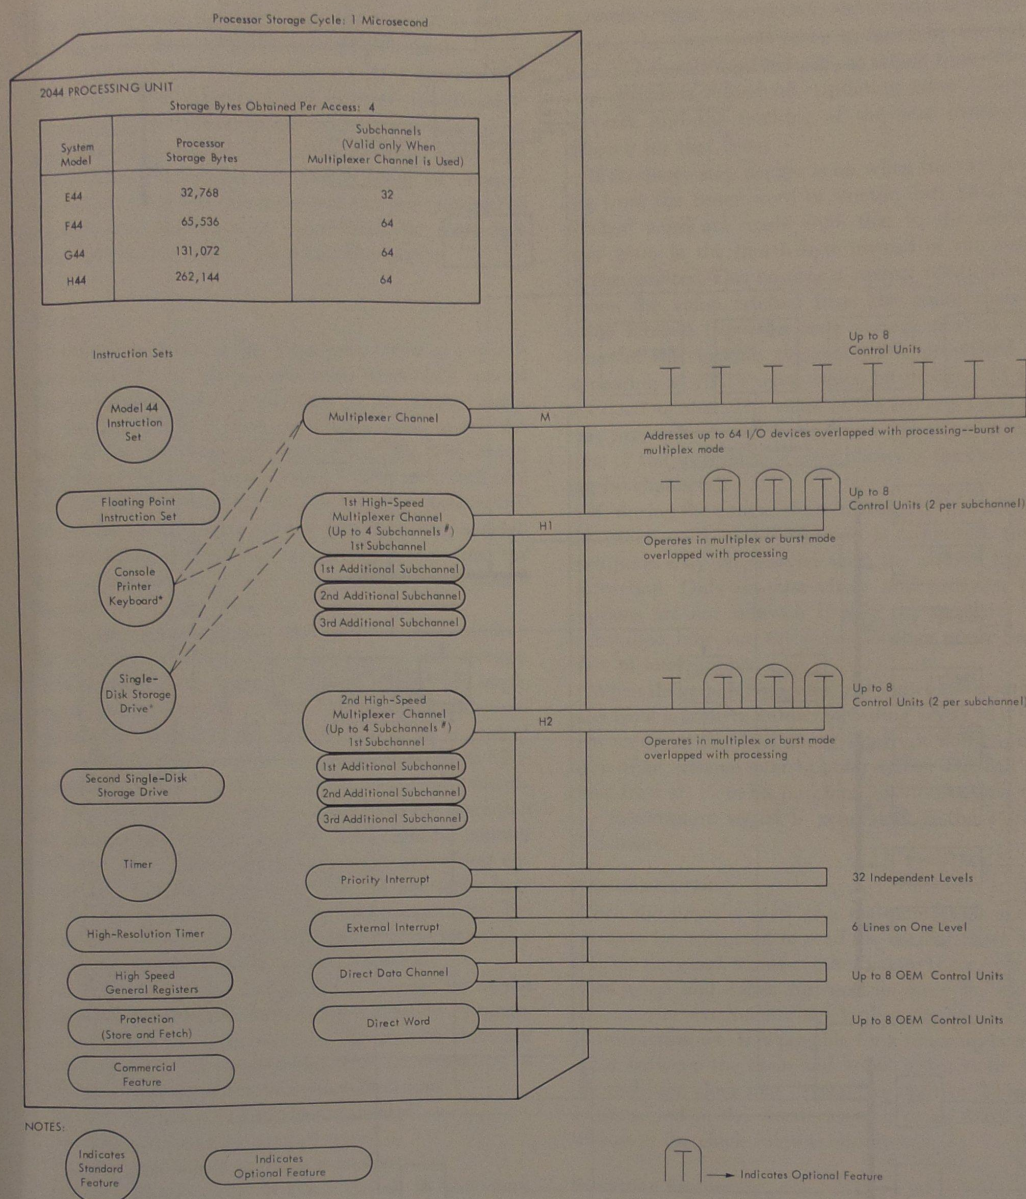 Processor Storage Cycle: 1 Microsecond
2044 PROCESSING UNIT
Storage Bytes Obtained Per Access: 4
System
Model
Processor
Storage Bytes
Subchannels
(Valid only When
Multiplexer Channel is Used)
E44 32,768 32
F44 65,536 64
G44 131,072 64
H44 262,144 64
Instruction Sets
Model 44
Instruction
Set
Floating Point
Instruction Set
Console
Printer
Keyboard*
Single-
Disk Storage
Drive*
Second Single-Disk
Storage Drive
Timer
High-Resolution Timer
High Speed
General Registers
Protection
(Store and Fetch)
Commercial
Feature
Multiplexer Channel
M
Up to 8
Control Units
Addresses up to 64 I/O devices overlapped with processing--burst or
multiplex mode
1st High-Speed
Multiplexer Channel
(Up to 4 Subchannels #)
1st Subchannel
1st Additional Subchannel
2nd Additional Subchannel
3rd Additional Subchannel
H1
Up to 8
Control Units (2 per subchannel)
Operates in multiplex or burst mode
overlapped with processing
2nd High-Speed
Multiplexer Channel
(Up to 4 Subchannels #)
1st Subchannel
1st Additional Subchannel
2nd Additional Subchannel
3rd Additional Subchannel
H2
Up to 8
Control Units (2 per subchannel)
Operates in multiplex or burst mode
overlapped with processing
Priority Interrupt
32 Independent Levels
External Interrupt
6 Lines on One Level
Direct Data Channel
Up to 8 OEM Control Units
Direct Word
Up to 8 OEM Control Units
NOTES:
Indicates
Standard
Feature
Indicates
Optional Feature
Indicates Optional Feature